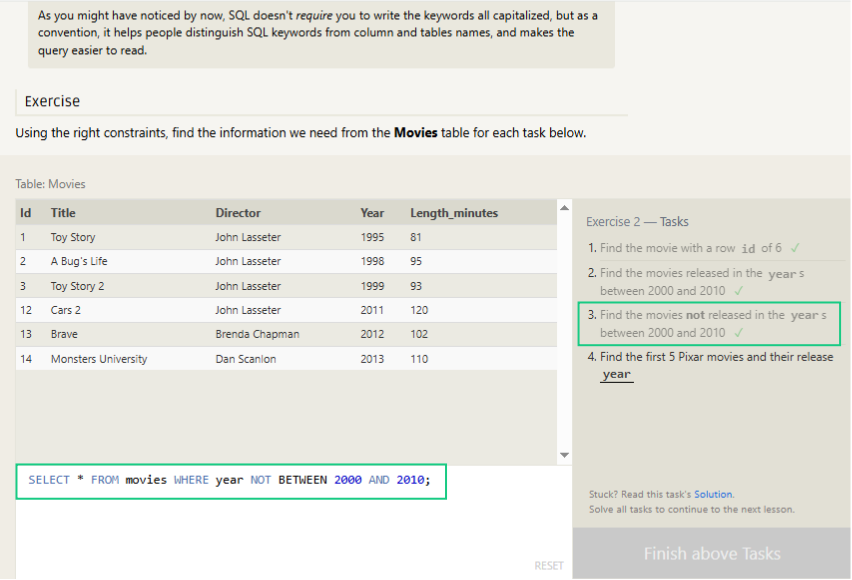 As you might have noticed by now, SQL doesn't require you to write the keywords all capitalized, but as a
convention, it helps people distinguish SQL keywords from column and tables names, and makes the
query easier to read.
Exercise
Using the right constraints, find the information we need from the Movies table for each task below.
Table: Movies
Id Title Director Year Length_minutes
1 Toy Story John Lasseter 1995 81
2 A Bug's Life John Lasseter 1998 95
3 Toy Story 2 John Lasseter 1999 93
12 Cars 2 John Lasseter 2011 120
13 Brave Brenda Chapman 2012 102
14 Monsters University Dan Scanlon 2013 110
SELECT * FROM movies WHERE year NOT BETWEEN 2000 AND 2010;
RESET
Exercise 2 — Tasks
1. Find the movie with a row id of 6 ✓
2. Find the movies released in the year s
between 2000 and 2010 ✓
3. Find the movies not released in the year s
between 2000 and 2010 ✓
4. Find the first 5 Pixar movies and their release
year
Stuck? Read this task's Solution.
Solve all tasks to continue to the next lesson.
Finish above Tasks